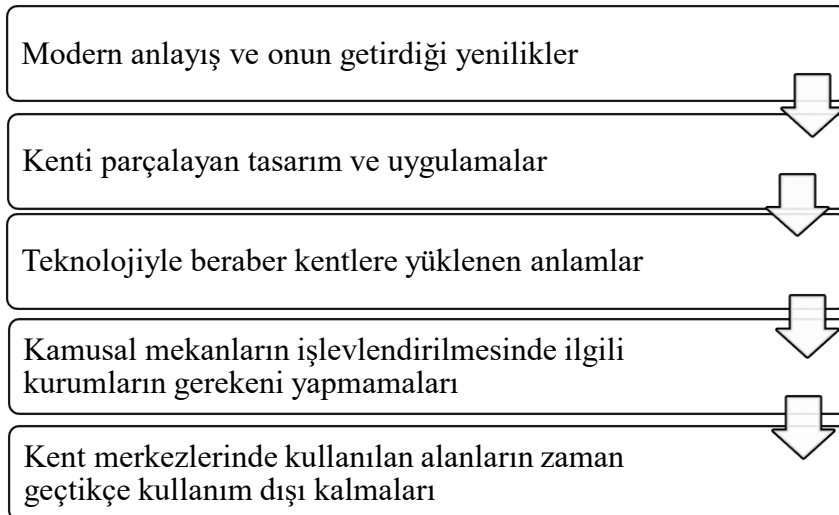 Modern anlayış ve onun getirdiği yenilikler
Kenti parçalayan tasarım ve uygulamalar
Teknolojiyle beraber kentlere yüklenen anlamlar
Kamusal mekanların işlevlendirilmesinde ilgili
kurumların gerekeni yapmamaları
Kent merkezlerinde kullanılan alanların zaman
geçtikçe kullanım dışı kalmaları